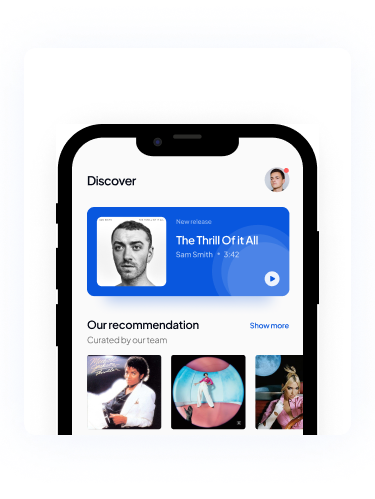 Discover
New release
The Thrill Of it All
Sam Smith • 3:42
Our recommendation
Show more
Curated by our team